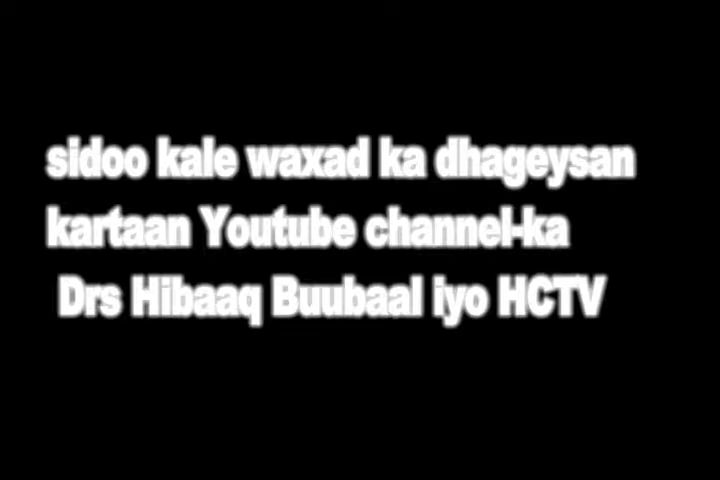 sidoo kale waxad ka dhageysan
kartaan Youtube channel-ka
Drs Hibaaq Buubaal iyo HCTV